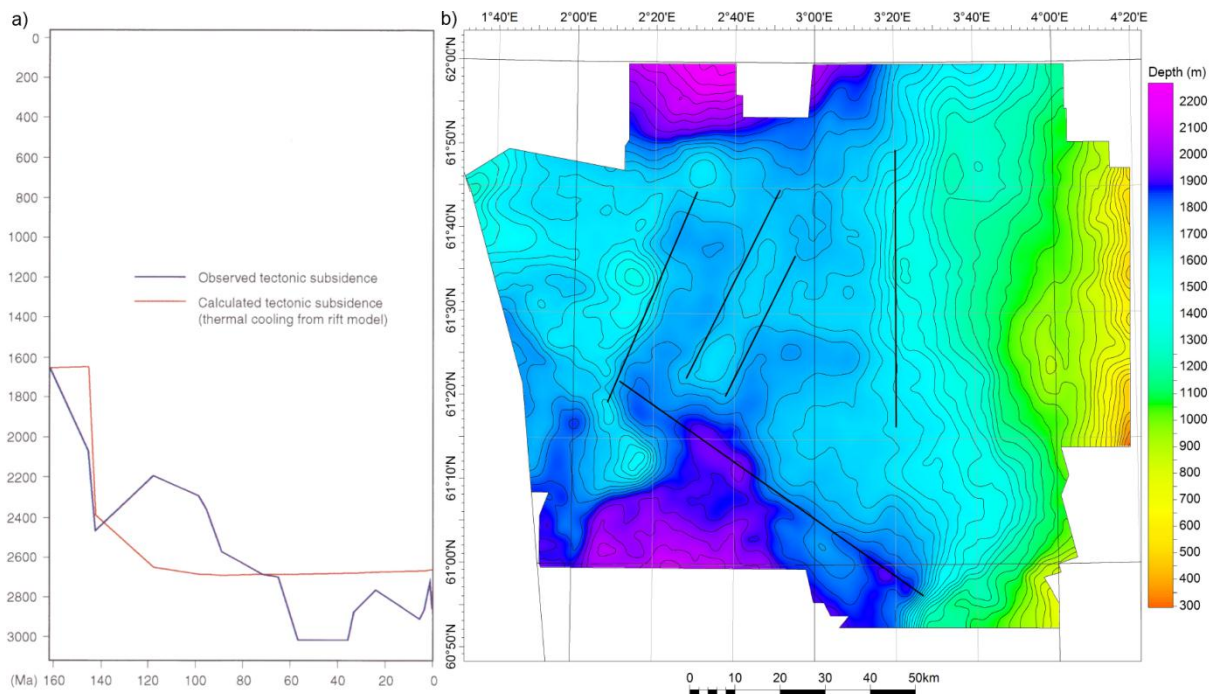 a)
0
200
400
600
800
1000
1200
1400
1600
1800
2000
2200
2400
2600
2800
3000
(Ma) 160 140 120 100 80 60 40 20 0
Observed tectonic subsidence
Calculated tectonic subsidence
(thermal cooling from rift model)
b)
1°40'E 2°00'E 2°20'E 2°40'E 3°00'E 3°20'E 3°40'E 4°00'E 4°20'E
62°00'N
61°50'N
61°40'N
61°30'N
61°20'N
61°10'N
61°00'N
60°50'N
Depth (m)
2200
2100
2000
1900
1800
1700
1600
1500
1400
1300
1200
1100
1000
900
800
700
600
500
400
300
0 10 20 30 40 50km